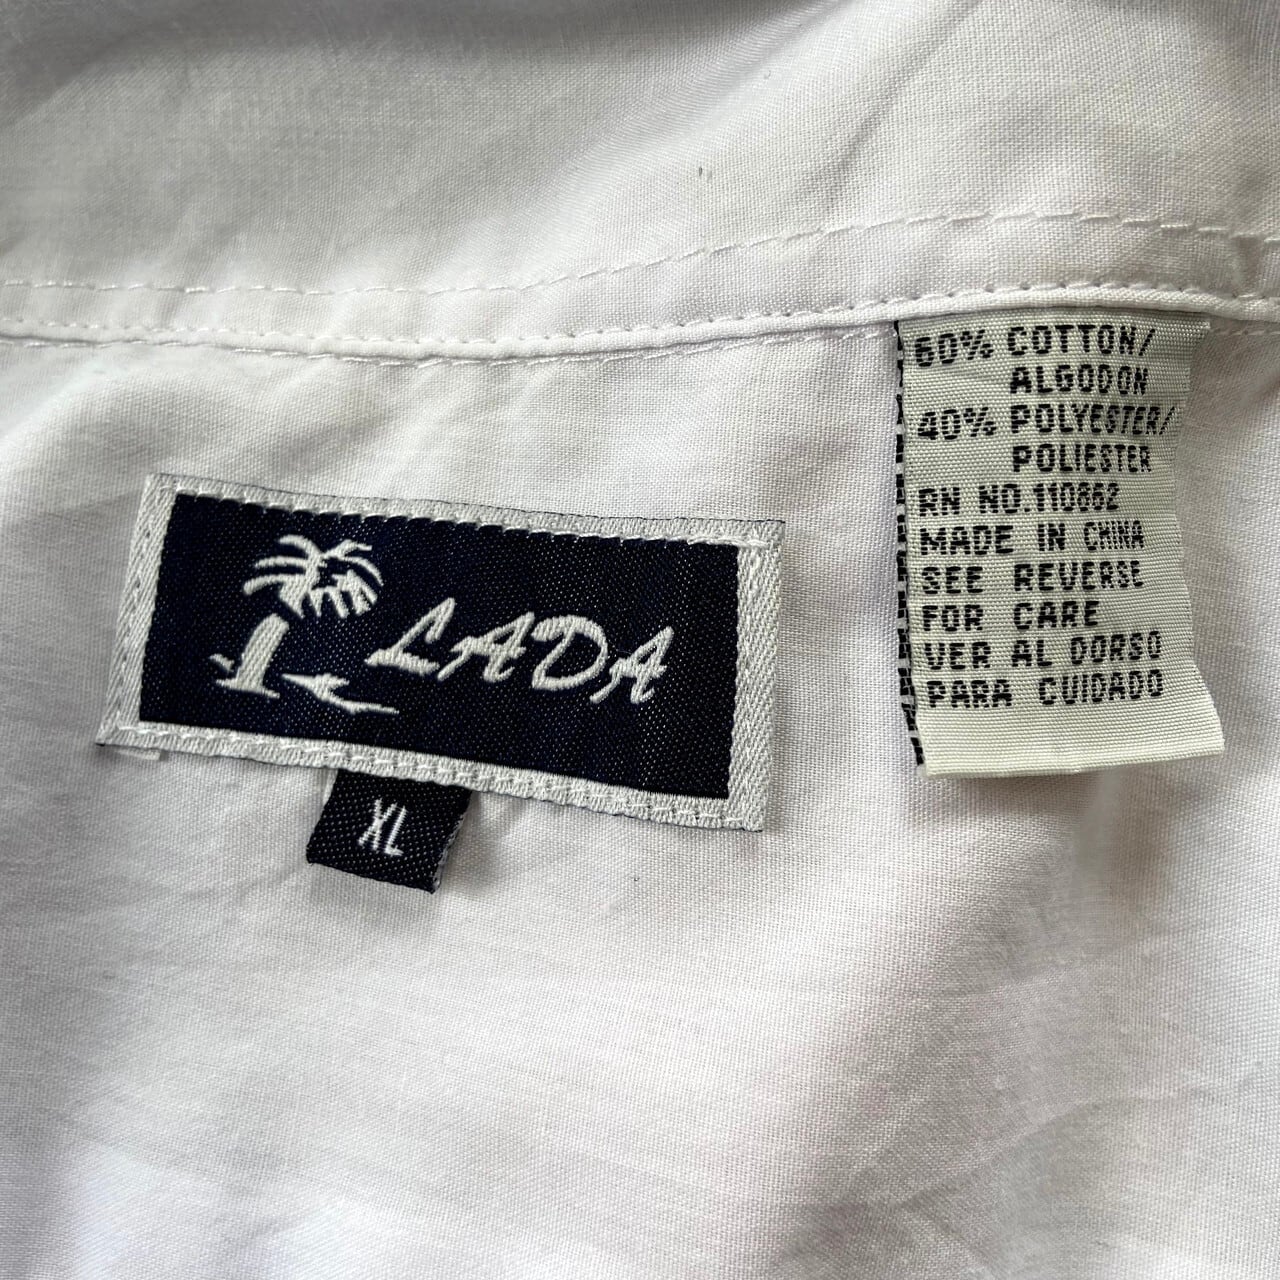 LADA
XL
60% COTTON/
ALGODON
40% POLYESTER/
POLIESTER
RN NO.110862
MADE IN CHINA
SEE REVERSE
FOR CARE
VER AL DORSO
PARA CUIDADO